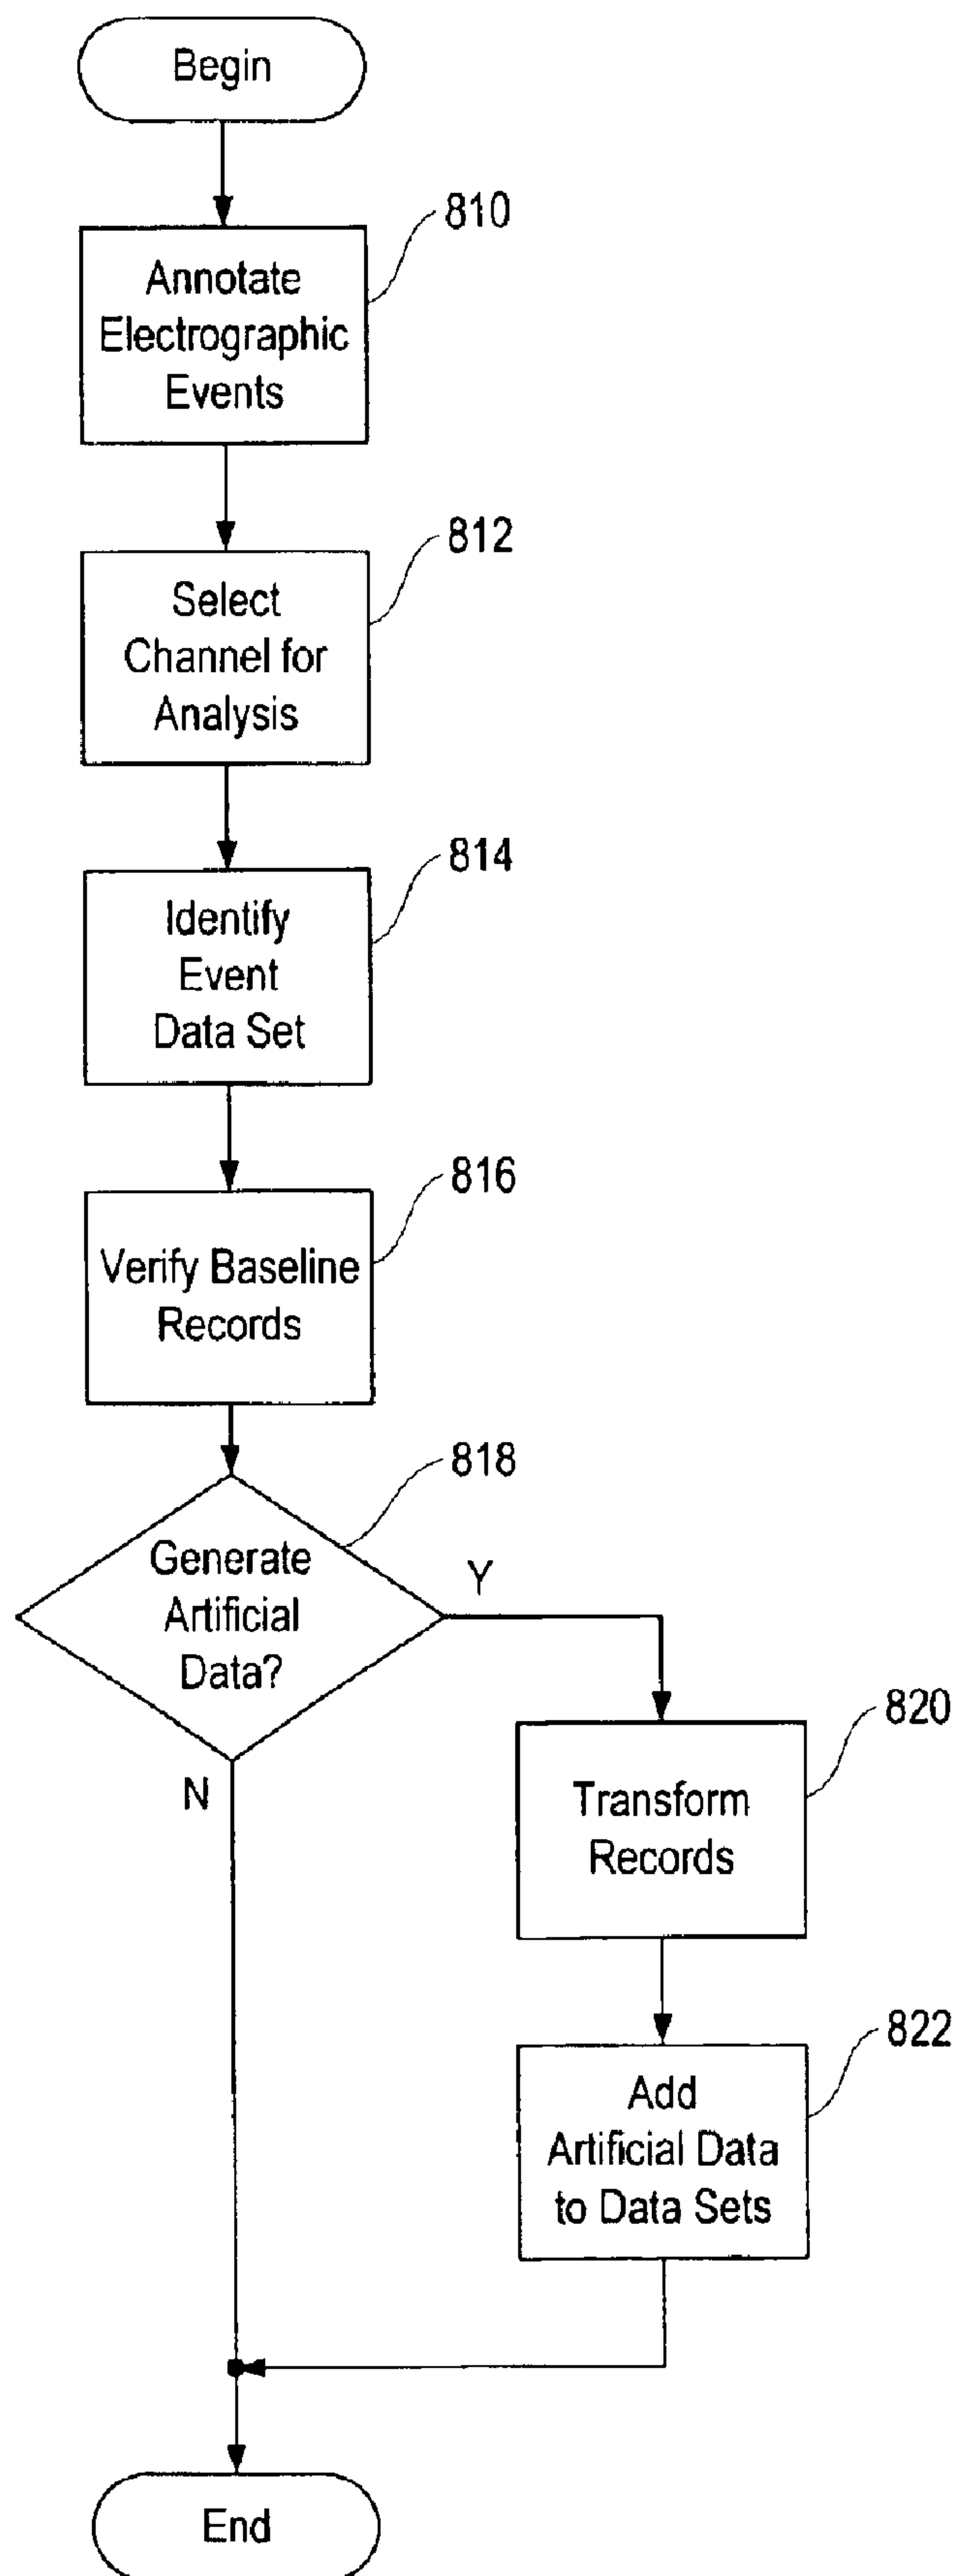 Begin
810
Annotate
Electrographic
Events
812
Select
Channel for
Analysis
814
Identify
Event
Data Set
816
Verify Baseline
Records
818
Generate
Artificial
Data?
Y
N
820
Transform
Records
822
Add
Artificial Data
to Data Sets
End